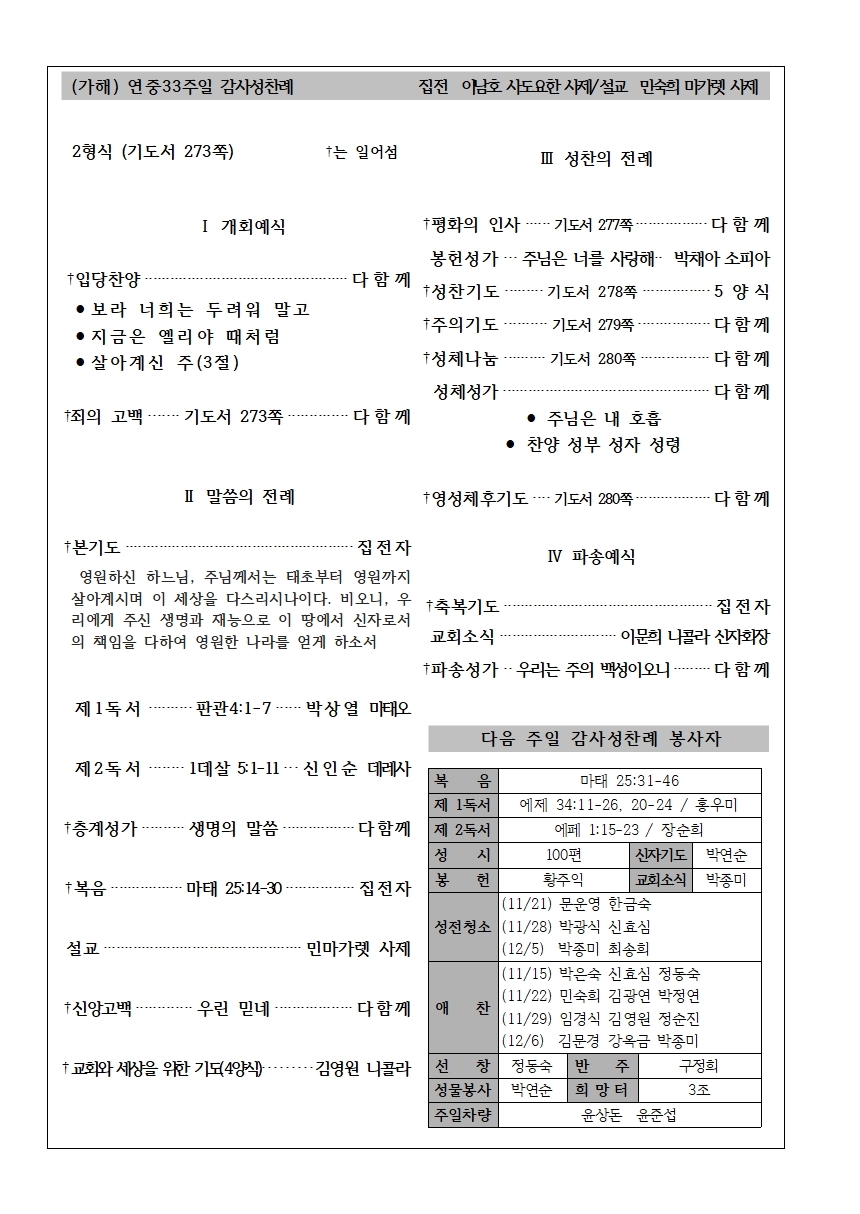 (가해) 연중33주일 감사성찬례 집전 이남호 사도요한 사제/설교 민숙희 마가렛 사제
2형식 (기도서 273쪽) †는 일어섬
Ⅰ 개회예식
†입당찬양 ················ 다 함 께
● 보라 너희는 두려워 말고
● 지금은 엘리야 때처럼
● 살아계신 주(3절)
†죄의 고백 ······· 기도서 273쪽 ············· 다 함 께
Ⅱ 말씀의 전례
†본기도 ················ 집 전 자
영원하신 하느님, 주님께서는 태초부터 영원까지
살아계시며 이 세상을 다스리시나이다. 비오니, 우
리에게 주신 생명과 재능으로 이 땅에서 신자로서
의 책임을 다하여 영원한 나라를 얻게 하소서
제1독서 ·········· 판관4:1-7 ······ 박상열 마태오
제2독서 ········ 1데살 5:1-11 ··· 신인순 데레사
†층계성가 ·········· 생명의 말씀 ················ 다 함 께
†복음 ················ 마태 25:14-30 ··············· 집 전 자
설교 ················ 민마가렛 사제
†신앙고백 ············· 우린 믿네 ················· 다 함 께
†교회와 세상을 위한 기도(4양식) ··········· 김영원 니콜라
Ⅲ 성찬의 전례
†평화의 인사 ······ 기도서 277쪽 ················ 다 함 께
봉헌성가 ··· 주님은 너를 사랑해·· 박채아 소피아
†성찬기도 ········· 기도서 278쪽 ··············· 5 양 식
†주의기도 ·········· 기도서 279쪽 ················ 다 함 께
†성체나눔 ·········· 기도서 280쪽 ················ 다 함 께
성체성가 ················ 다 함 께
● 주님은 내 호흡
● 찬양 성부 성자 성령
†영성체후기도 ···· 기도서 280쪽 ················· 다 함 께
Ⅳ 파송예식
†축복기도 ················ 집 전 자
교회소식 ················ 이문희 니콜라 신자회장
†파송성가 ·· 우리는 주의 백성이오니 ········ 다 함 께
다음 주일 감사성찬례 봉사자
복 음 마태 25:31-46
제 1독서 에제 34:11-26, 20-24 / 홍우미
제 2독서 에페 1:15-23 / 장순희
성 시 100편 신자기도 박연순
봉 헌 황주익 교회소식 박종미
성전청소 (11/21) 문운영 한금숙
(11/28) 박광식 신효심
(12/5) 박종미 최송희
애 찬 (11/15) 박은숙 신효심 정동숙
(11/22) 민숙희 김광연 박정연
(11/29) 임경식 김영원 정순진
(12/6) 김문경 강옥금 박종미
선 창 정동숙 반 주 구정희
성물봉사 박연순 희 망 터 3조
주일차량 윤상돈 윤준섭